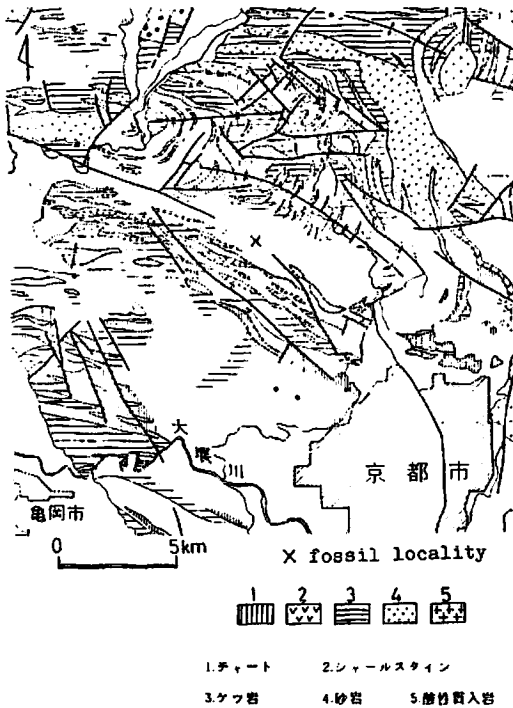 大堰川
京都市
亀岡市
0 5km
X fossil locality
1 2 3 4 5
1.チャート 2.シャールスタイン
3.ケツ岩 4.砂岩 5.酸性貫入岩